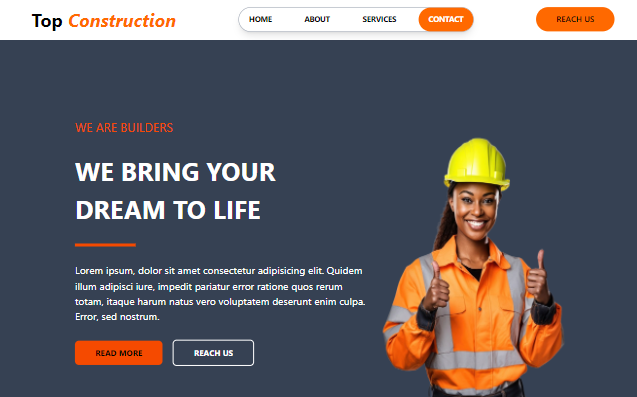 Top Construction
HOME ABOUT SERVICES CONTACT
REACH US
WE ARE BUILDERS
WE BRING YOUR
DREAM TO LIFE
Lorem ipsum, dolor sit amet consectetur adipisicing elit. Quidem
illum adipisci iure, impedit pariatur error ratione quos rerum
totam, itaque harum natus vero voluptatem deserunt enim culpa.
Error, sed nostrum.
READ MORE REACH US